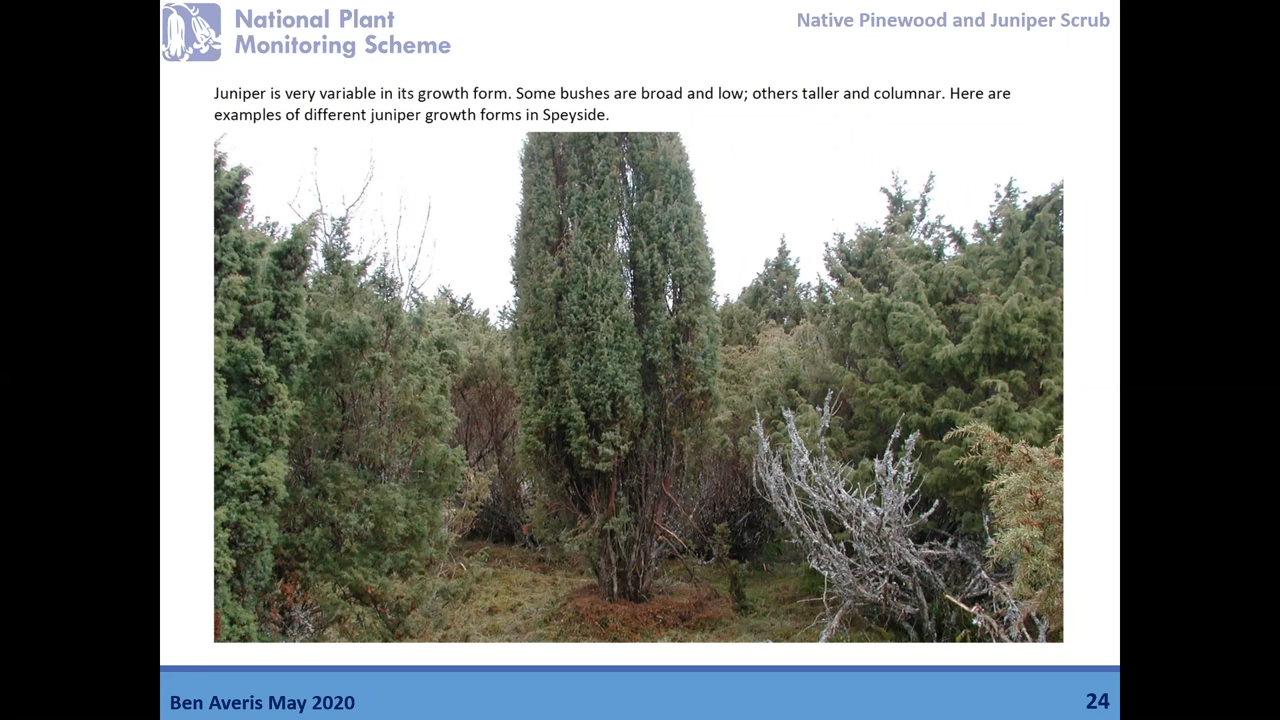 National Plant
Monitoring Scheme
Native Pinewood and Juniper Scrub
Juniper is very variable in its growth form. Some bushes are broad and low; others taller and columnar. Here are
examples of different juniper growth forms in Speyside.
Ben Averis May 2020
24